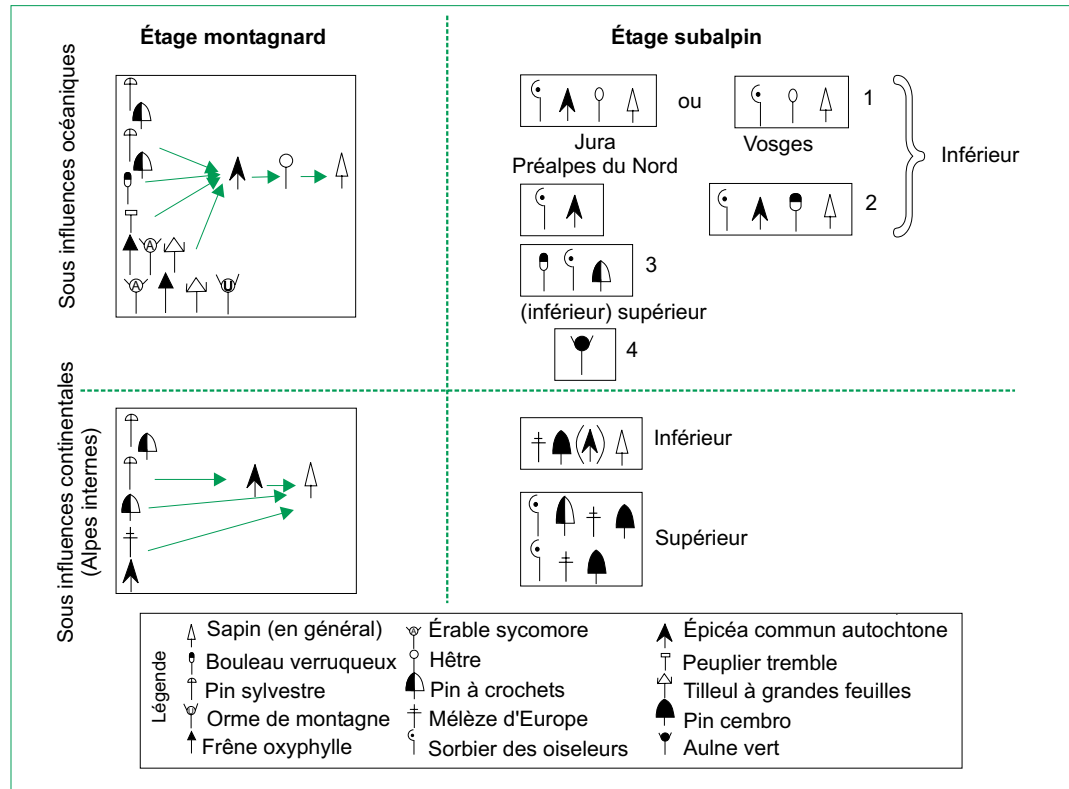 Étage montagnard
Étage subalpin
Sous influences océaniques
ou
1
Jura
Préalpes du Nord
Vosges
Inférieur
2
3
(inférieur) supérieur
4
A
A
U
Sous influences continentales
(Alpes internes)
Inférieur
Supérieur
Légende
Sapin (en général)
Bouleau verruqueux
Pin sylvestre
Orme de montagne
Frêne oxyphylle
Érable sycomore
Hêtre
Pin à crochets
Mélèze d'Europe
Sorbier des oiseleurs
Épicéa commun autochtone
Peuplier tremble
Tilleul à grandes feuilles
Pin cembro
Aulne vert